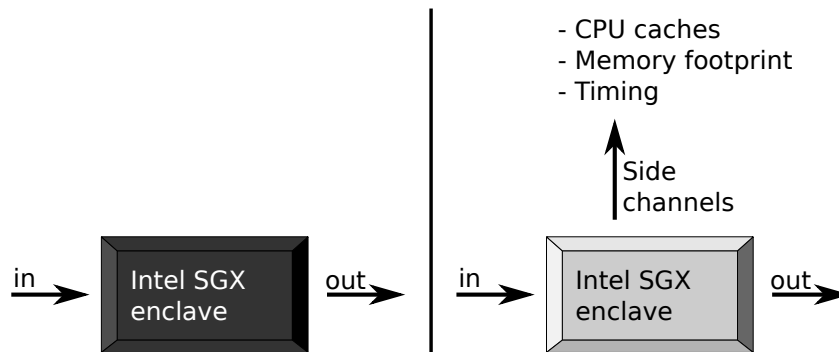 in
Intel SGX
enclave
out
- CPU caches
- Memory footprint
- Timing
Side
channels
in
Intel SGX
enclave
out